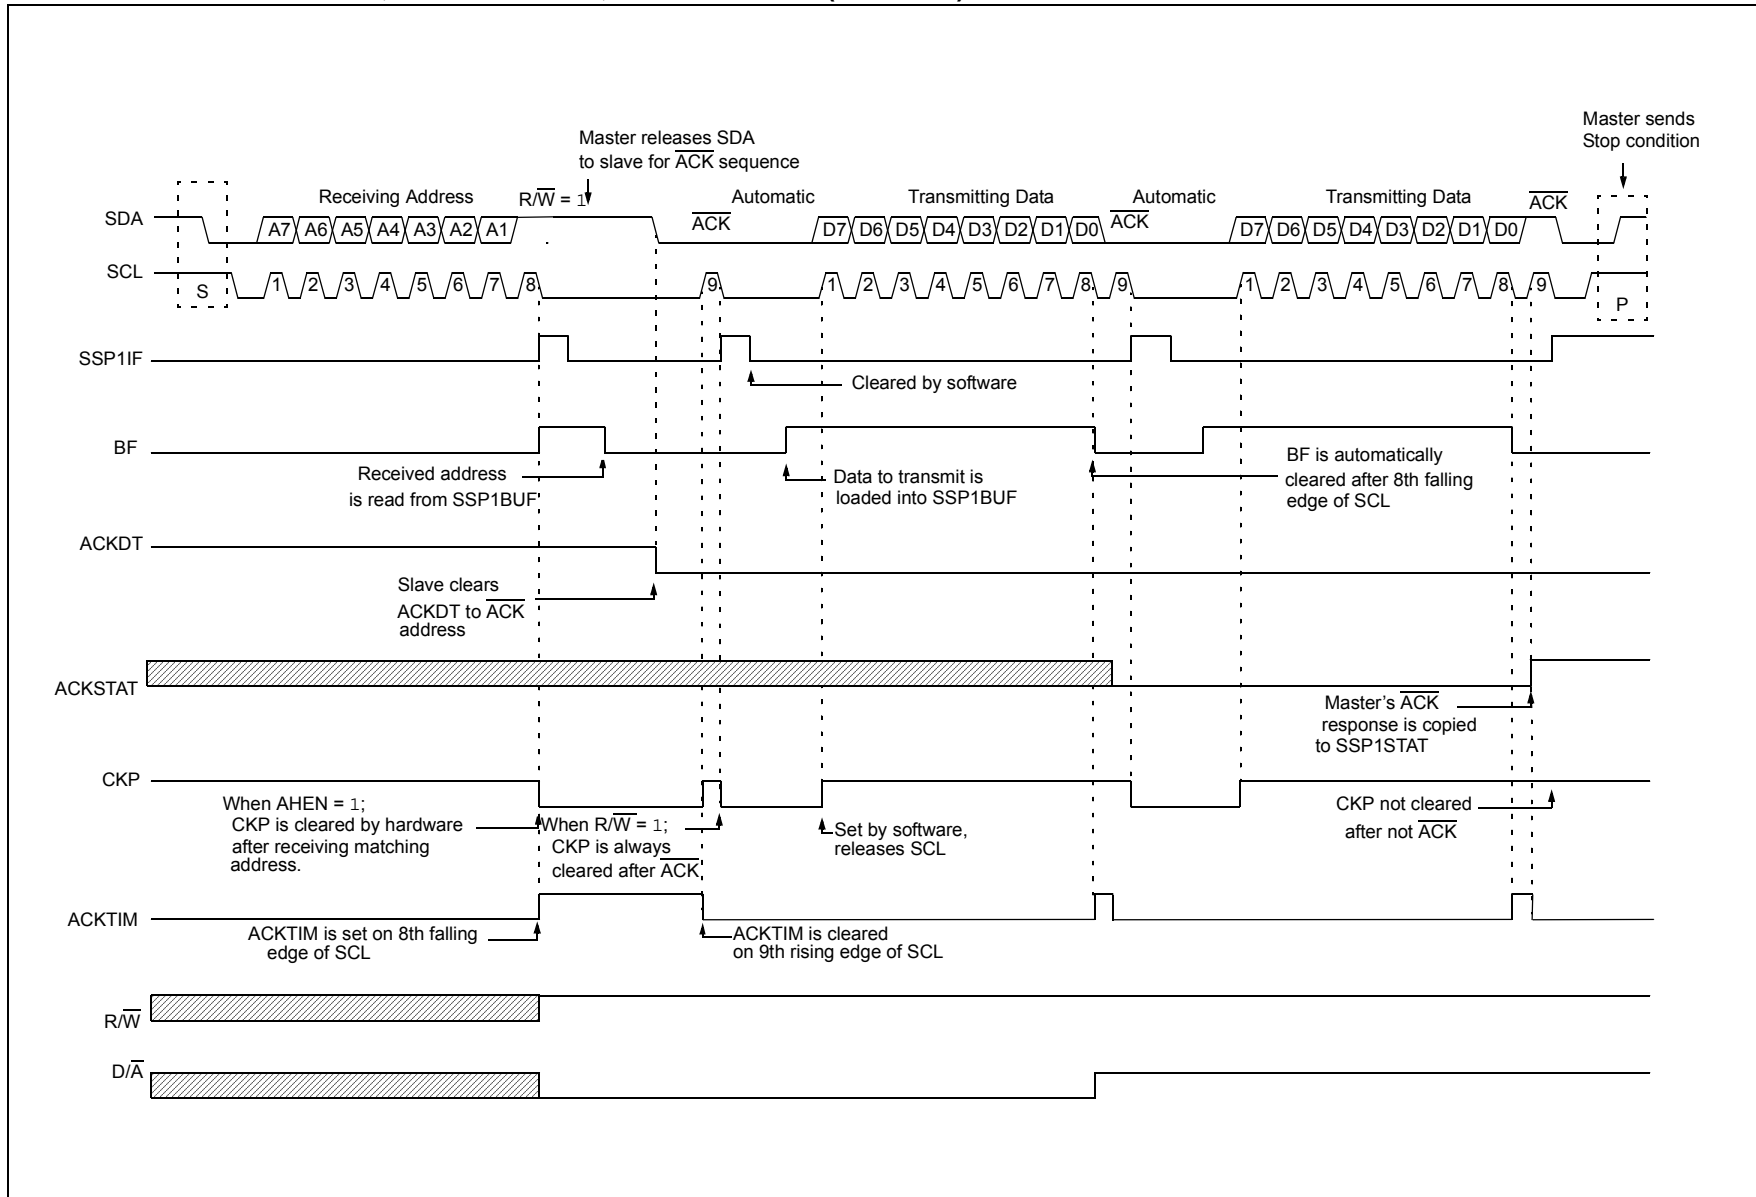 Master sends
Stop condition
Master releases SDA
to slave for ACK sequence
Receiving Address
R/W = 1
Automatic
Transmitting Data
Automatic
Transmitting Data
ACK
SDA
A7 A6 A5 A4 A3 A2 A1
ACK
D7 D6 D5 D4 D3 D2 D1 D0
ACK
D7 D6 D5 D4 D3 D2 D1 D0
SCL
S
1 2 3 4 5 6 7 8 9
1 2 3 4 5 6 7 8 9
1 2 3 4 5 6 7 8 9
P
SSP1IF
Cleared by software
BF
Received address
is read from SSP1BUF
Data to transmit is
loaded into SSP1BUF
BF is automatically
cleared after 8th falling
edge of SCL
ACKDT
Slave clears
ACKDT to ACK
address
ACKSTAT
Master's ACK
response is copied
to SSP1STAT
CKP
When AHEN = 1;
CKP is cleared by hardware
after receiving matching
address.
When R/W = 1;
CKP is always
cleared after ACK
Set by software,
releases SCL
CKP not cleared
after not ACK
ACKTIM
ACKTIM is set on 8th falling
edge of SCL
ACKTIM is cleared
on 9th rising edge of SCL
R/W
D/A